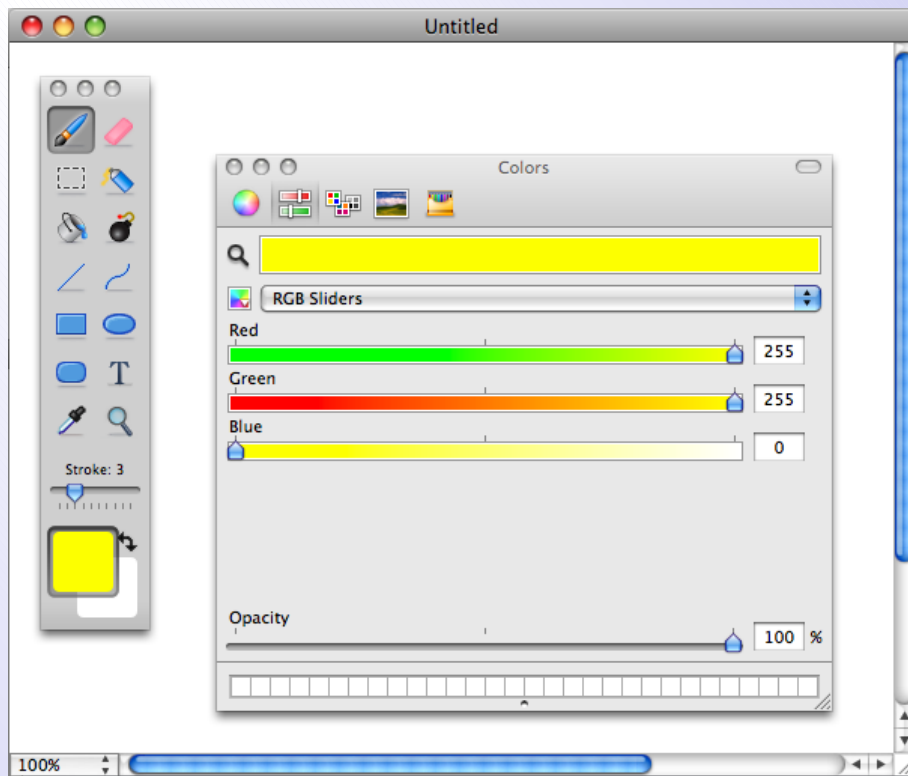 Untitled
Colors
RGB Sliders
Red
255
Green
255
Blue
0
T
Stroke: 3
Opacity
100 %
100%